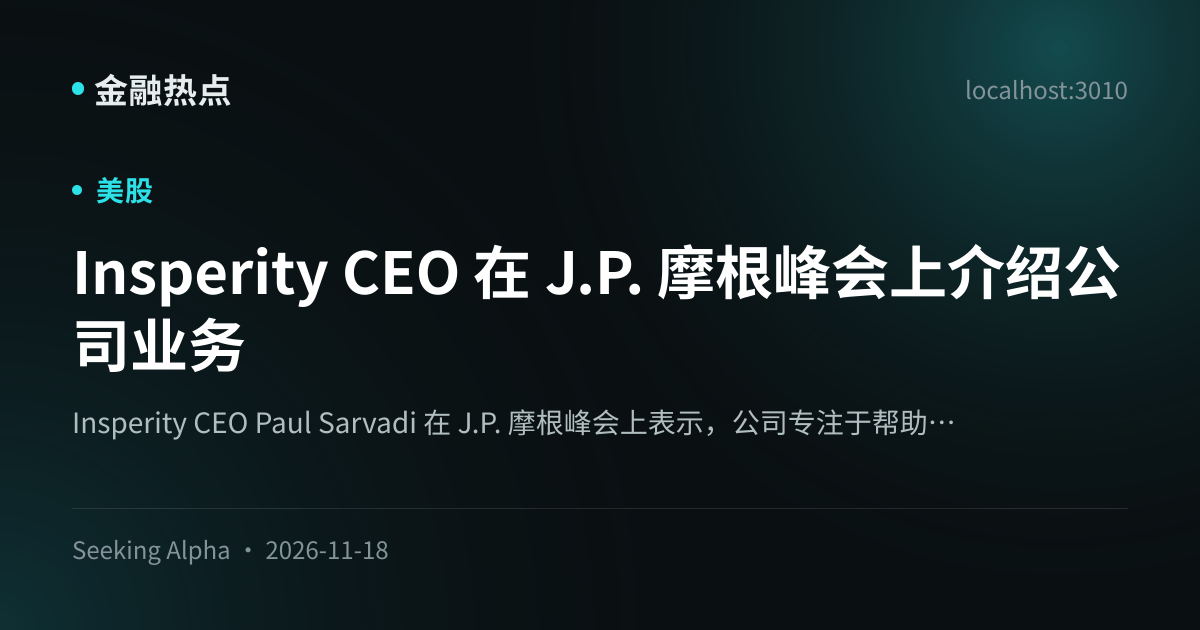 金融热点
localhost:3010
美股
Insperity CEO 在 J.P. 摩根峰会上介绍公
司业务
Insperity CEO Paul Sarvadi 在 J.P. 摩根峰会上表示，公司专注于帮助…
Seeking Alpha · 2026-11-18